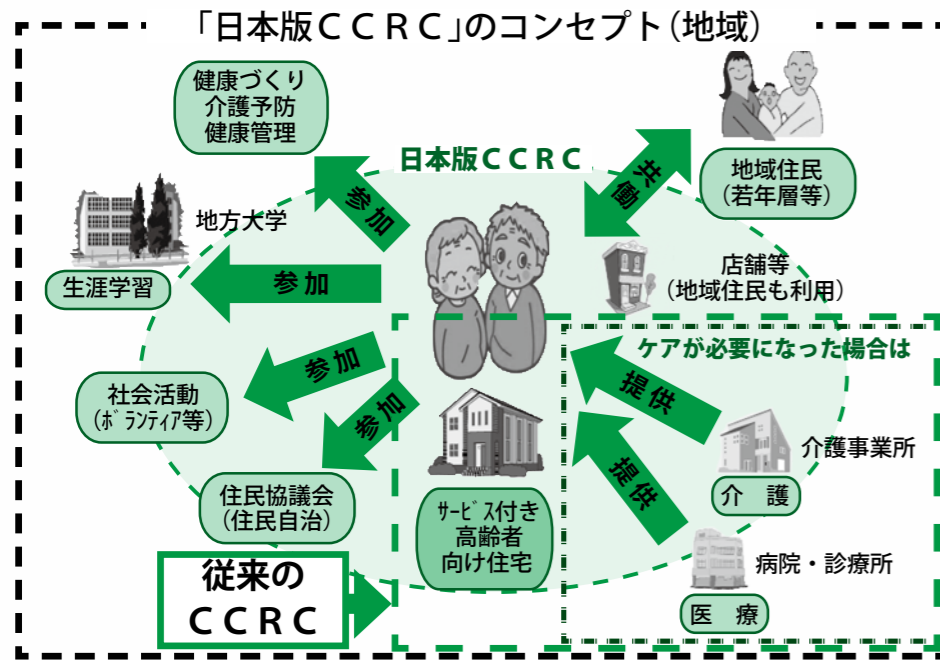 「日本版ＣＣＲＣ」のコンセプト（地域）
健康づくり
介護予防
健康管理
日本版ＣＣＲＣ
参加
共働
地域住民
（若年層等）
地方大学
生涯学習
参加
店舗等
（地域住民も利用）
ケアが必要になった場合は
参加
社会活動
（ﾎﾞﾗﾝﾃｨｱ等）
参加
提供
介護事業所
介　護
住民協議会
（住民自治）
ｻｰﾋﾞｽ付き
高齢者
向け住宅
提供
病院・診療所
医　療
従来の
ＣＣＲＣ